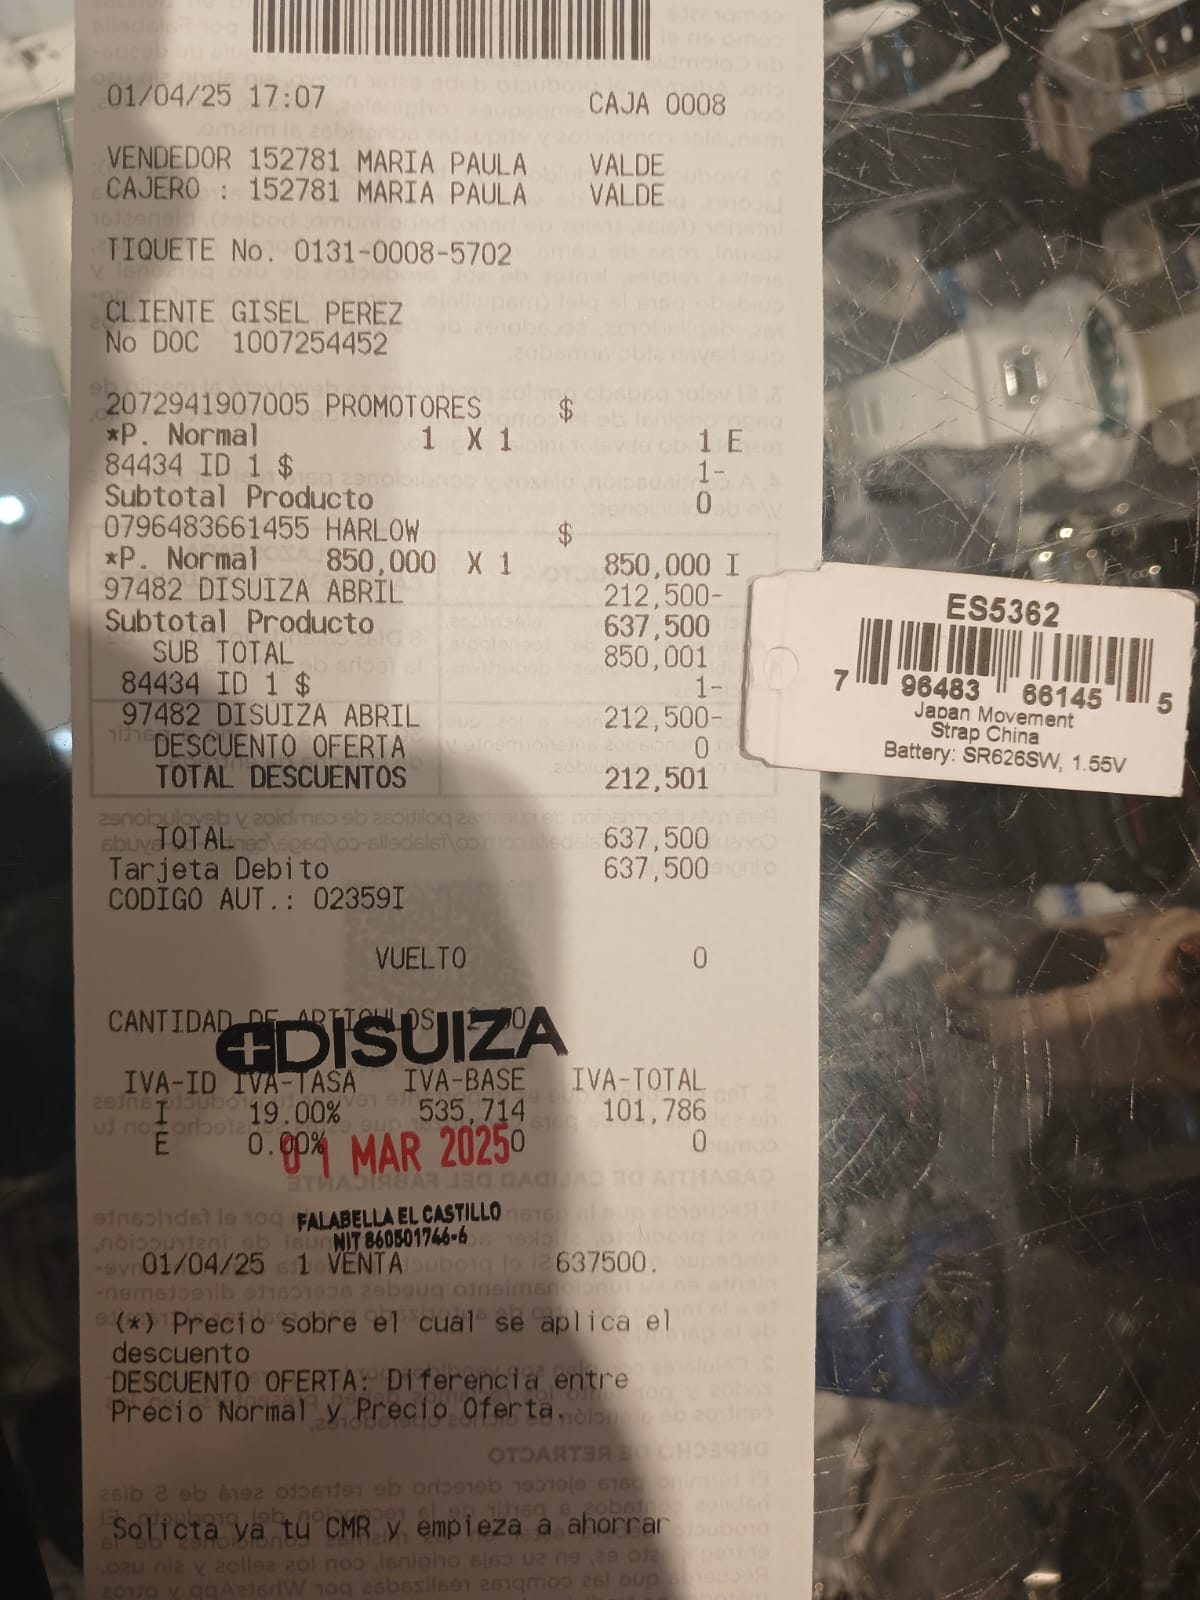 01/04/25 17:07 CAJA 0008
VENDEDOR 152781 MARIA PAULA VALDE
CAJERO : 152781 MARIA PAULA VALDE
TIQUETE No. 0131-0008-5702
CLIENTE GISEL PEREZ
No DOC 1007254452
2072941907005 PROMOTORES $
*P. Normal 1 X 1 1 E
84434 ID 1 $ 1-
Subtotal Producto 0
0796483661455 HARLOW $
*P. Normal 850,000 X 1 850,000 I
97482 DISUIZA ABRIL 212,500-
Subtotal Producto 637,500
SUB TOTAL 850,001
84434 ID 1 $ 1-
97482 DISUIZA ABRIL 212,500-
DESCUENTO OFERTA 0
TOTAL DESCUENTOS 212,501
TOTAL 637,500
Tarjeta Debito 637,500
CODIGO AUT.: 02359I
VUELTO 0
CANTIDAD DE ARTICULOS
DISUIZA
IVA-ID IVA-TASA IVA-BASE IVA-TOTAL
I 19.00% 535,714 101,786
E 0.00% 0 0
01 MAR 2025
FALABELLA EL CASTILLO
NIT 860501746-6
01/04/25 1 VENTA 637500.
(*) Precio sobre el cual se aplica el
descuento
DESCUENTO OFERTA: Diferencia entre
Precio Normal y Precio Oferta.
Solicta ya tu CMR y empieza a ahorrar
ES5362
7 96483 66145 5
Japan Movement
Strap China
Battery: SR626SW, 1.55V